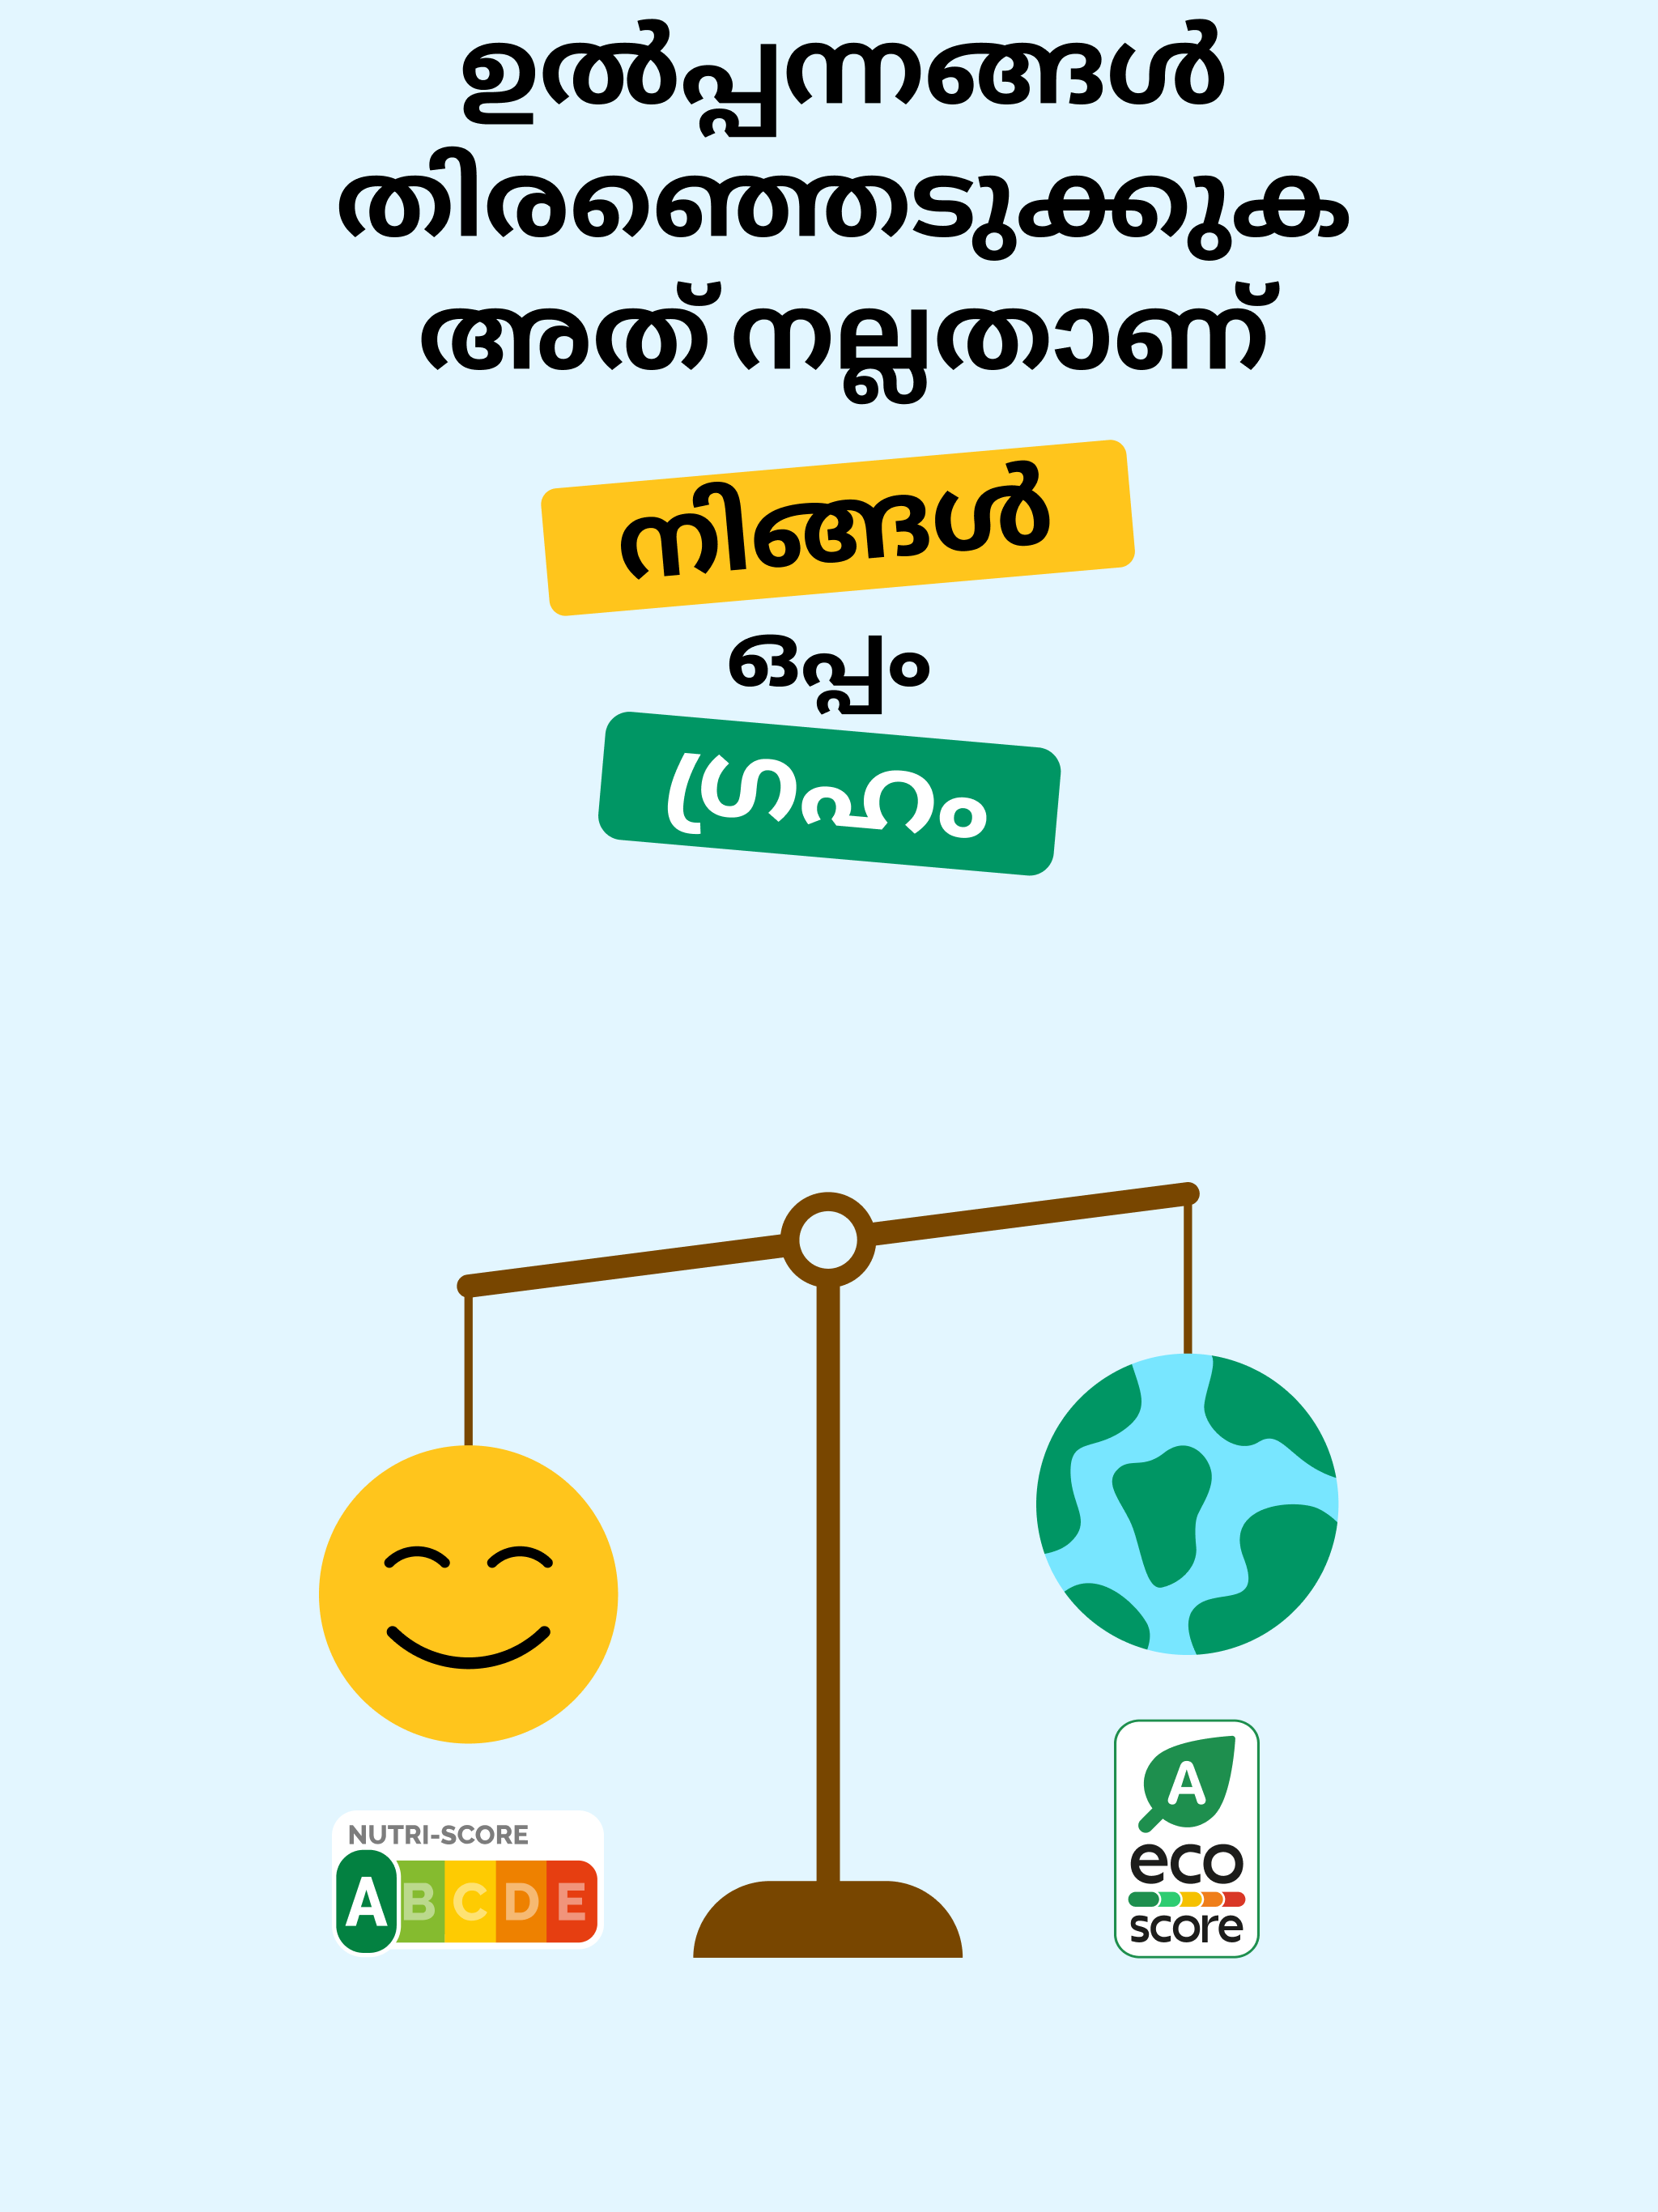 ഉൽപ്പന്നങ്ങൾ
തിരഞ്ഞെടുക്കുക
അത് നല്ലതാണ്
നിങ്ങൾ
ഒപ്പം
ഗ്രഹം
NUTRI-SCORE
A B C D E
A
eco
score